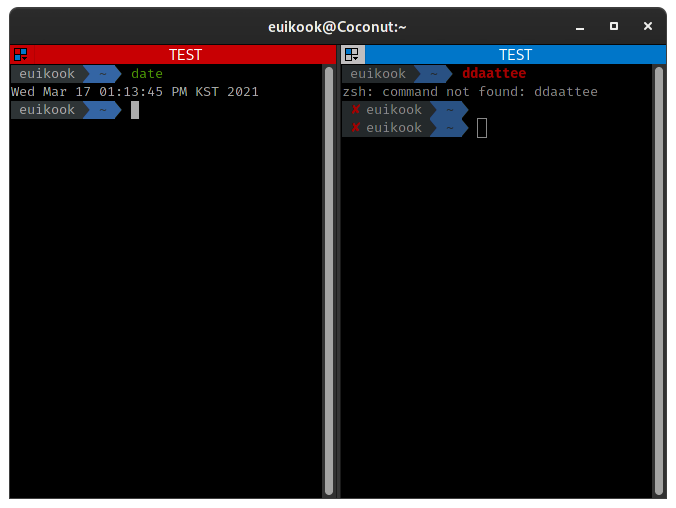 euikook@Coconut:~
TEST
euikook ~ date
Wed Mar 17 01:13:45 PM KST 2021
euikook ~
TEST
euikook ~ ddaattee
zsh: command not found: ddaattee
✘ euikook ~
✘ euikook ~